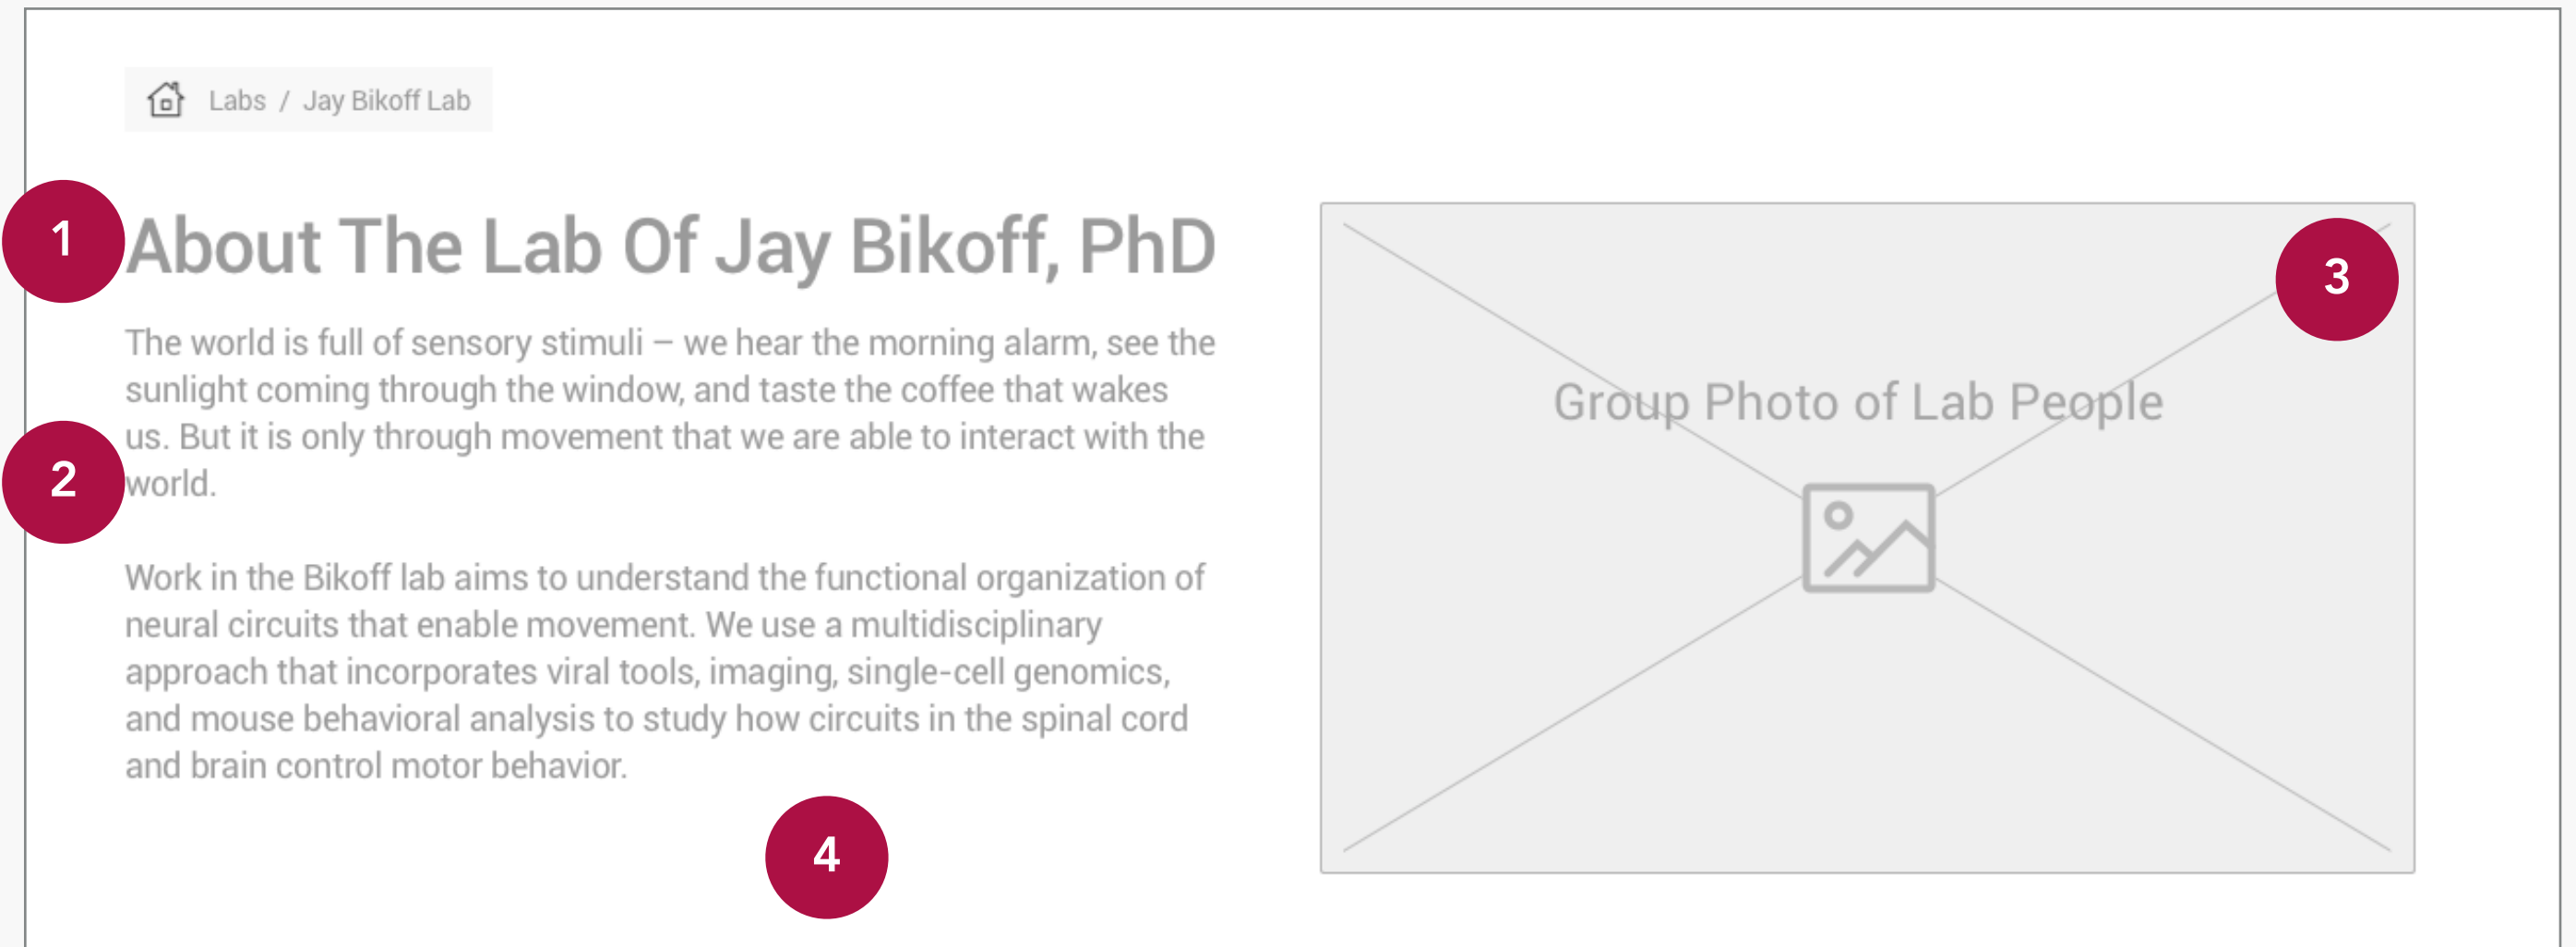 Labs / Jay Bikoff Lab
1
About The Lab Of Jay Bikoff, PhD
The world is full of sensory stimuli – we hear the morning alarm, see the
sunlight coming through the window, and taste the coffee that wakes
us. But it is only through movement that we are able to interact with the
2
world.
Work in the Bikoff lab aims to understand the functional organization of
neural circuits that enable movement. We use a multidisciplinary
approach that incorporates viral tools, imaging, single-cell genomics,
and mouse behavioral analysis to study how circuits in the spinal cord
and brain control motor behavior.
4
3
Group Photo of Lab People